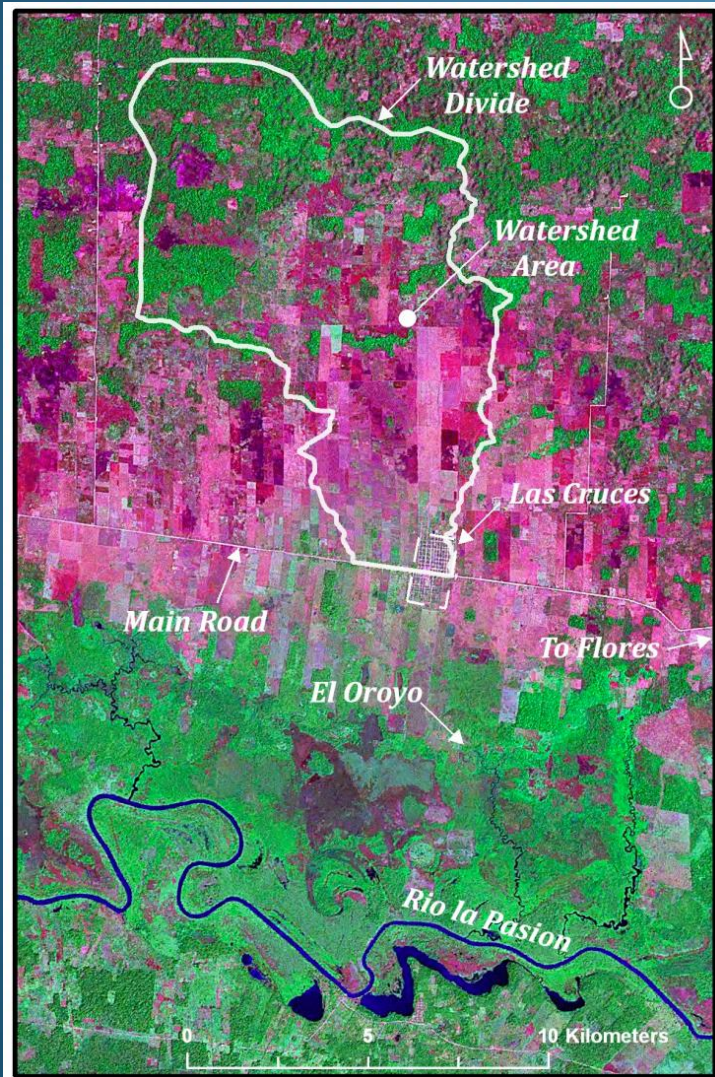 Watershed
Divide
Watershed
Area
Las Cruces
Main Road
To Flores
El Oroyo
Rio la Pasion
0 5 10 Kilometers